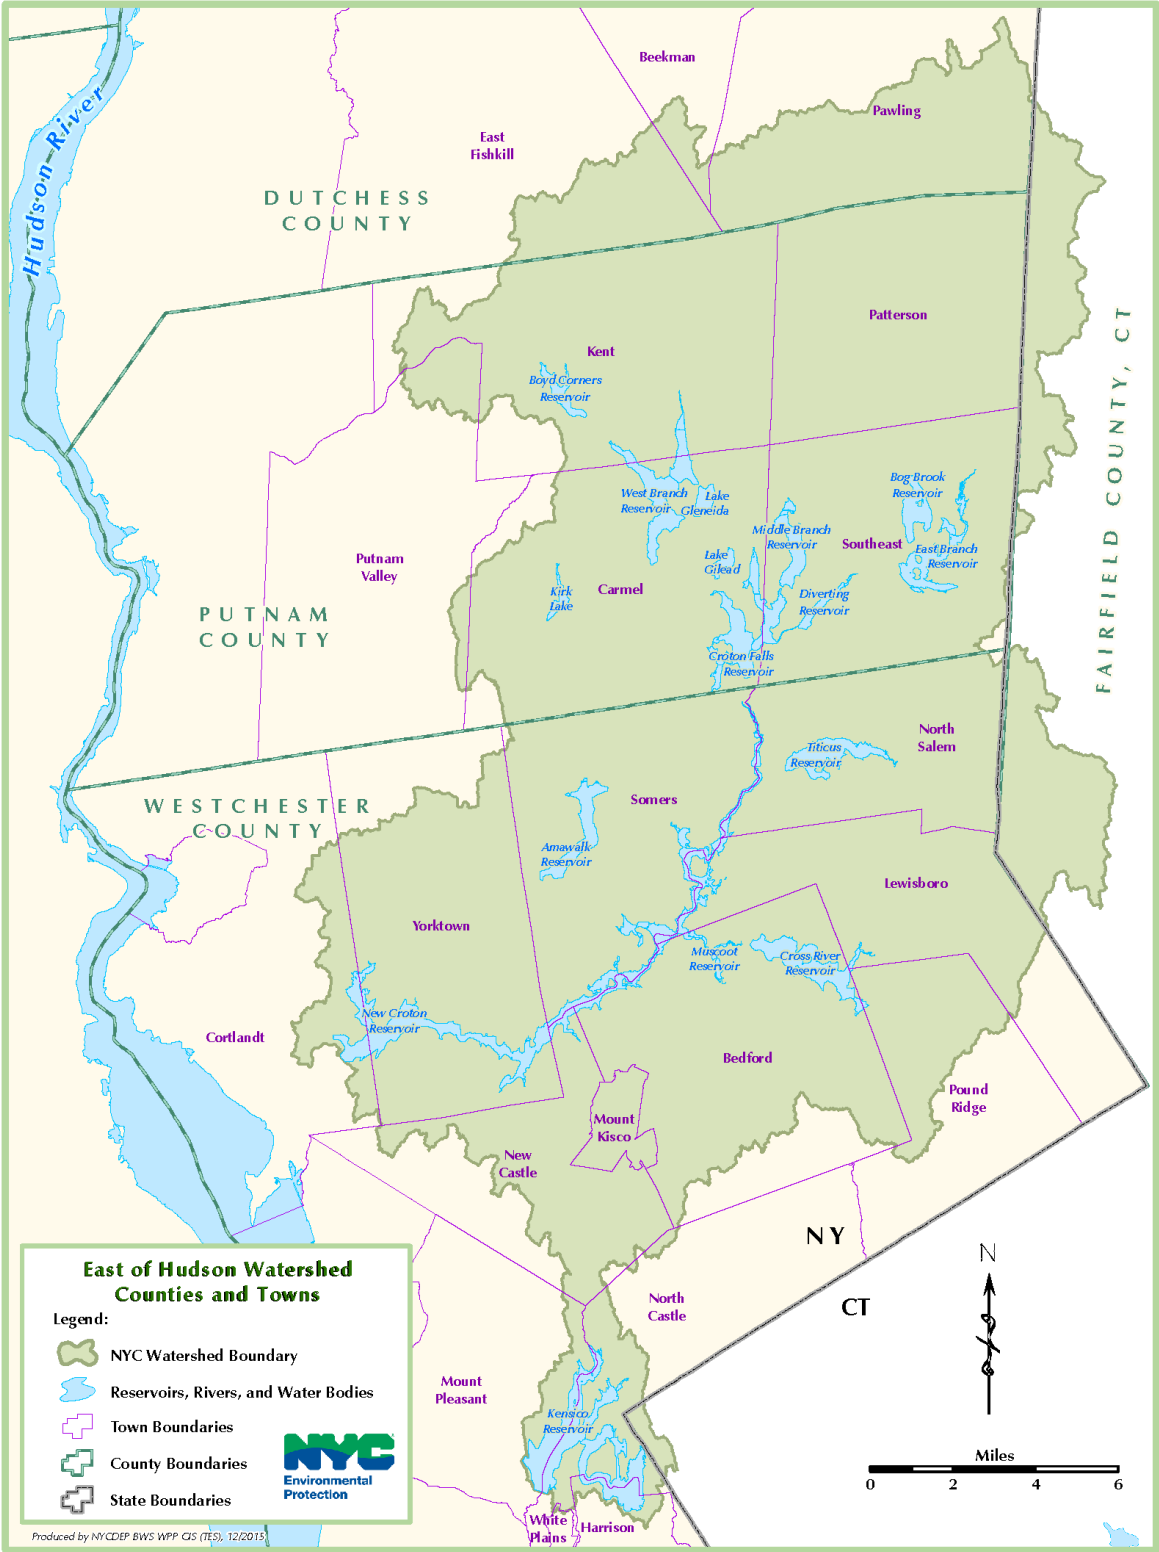 Beekman
Pawling
East
Fishkill
Hudson River
DUTCHESS
COUNTY
Patterson
Kent
Boyd Corners
Reservoir
FAIRFIELD COUNTY, CT
Bog Brook
Reservoir
West Branch
Reservoir
Lake
Gleneida
Middle Branch
Reservoir
Southeast
East Branch
Reservoir
Putnam
Valley
Lake
Gilead
Kirk
Lake
Carmel
Diverting
Reservoir
PUTNAM
COUNTY
Croton Falls
Reservoir
North
Salem
Titicus
Reservoir
WESTCHESTER
COUNTY
Somers
Amawalk
Reservoir
Lewisboro
Yorktown
Muscoot
Reservoir
Cross River
Reservoir
New Croton
Reservoir
Cortlandt
Bedford
Pound
Ridge
Mount
Kisco
New
Castle
NY
CT
N
North
Castle
Mount
Pleasant
Kensico
Reservoir
White
Plains
Harrison
East of Hudson Watershed
Counties and Towns
Legend:
NYC Watershed Boundary
Reservoirs, Rivers, and Water Bodies
Town Boundaries
County Boundaries
State Boundaries
NYC
Environmental
Protection
Miles
0 2 4 6
Produced by NYCDEP BWS WPP GIS (TES), 12/2015